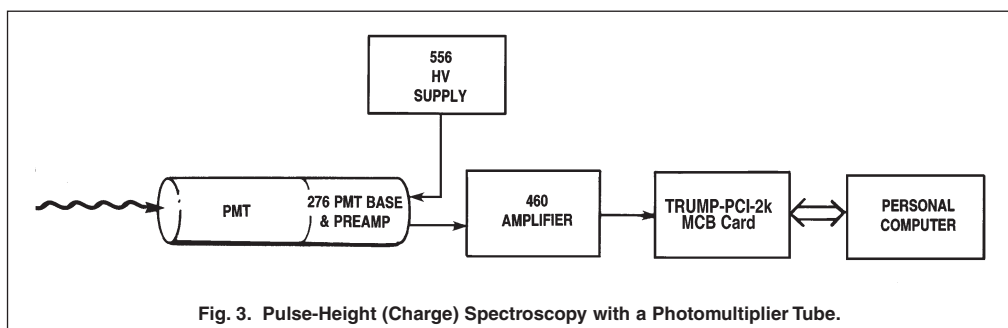 556
HV
SUPPLY
PMT
276 PMT BASE
& PREAMP
460
AMPLIFIER
TRUMP-PCI-2k
MCB Card
PERSONAL
COMPUTER
Fig. 3. Pulse-Height (Charge) Spectroscopy with a Photomultiplier Tube.